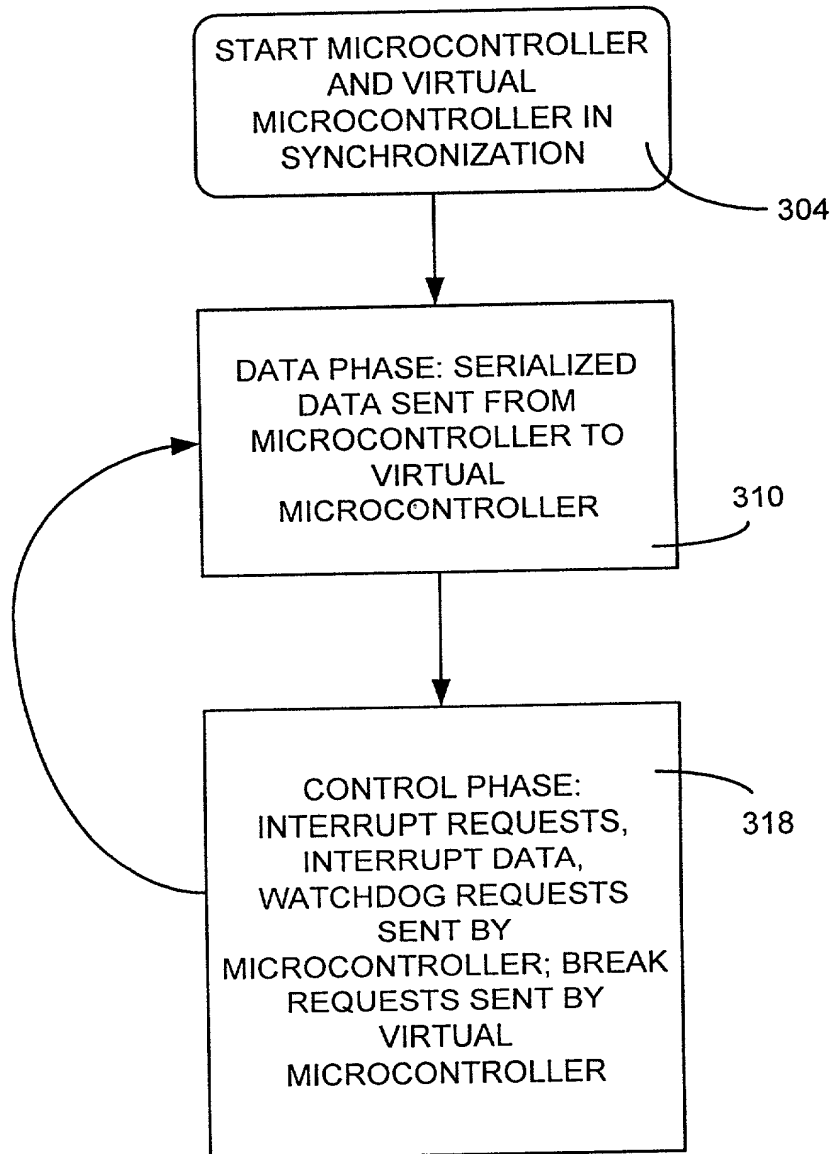 START MICROCONTROLLER
AND VIRTUAL
MICROCONTROLLER IN
SYNCHRONIZATION
304
DATA PHASE: SERIALIZED
DATA SENT FROM
MICROCONTROLLER TO
VIRTUAL
MICROCONTROLLER
310
CONTROL PHASE:
INTERRUPT REQUESTS,
INTERRUPT DATA,
WATCHDOG REQUESTS
SENT BY
MICROCONTROLLER; BREAK
REQUESTS SENT BY
VIRTUAL
MICROCONTROLLER
318